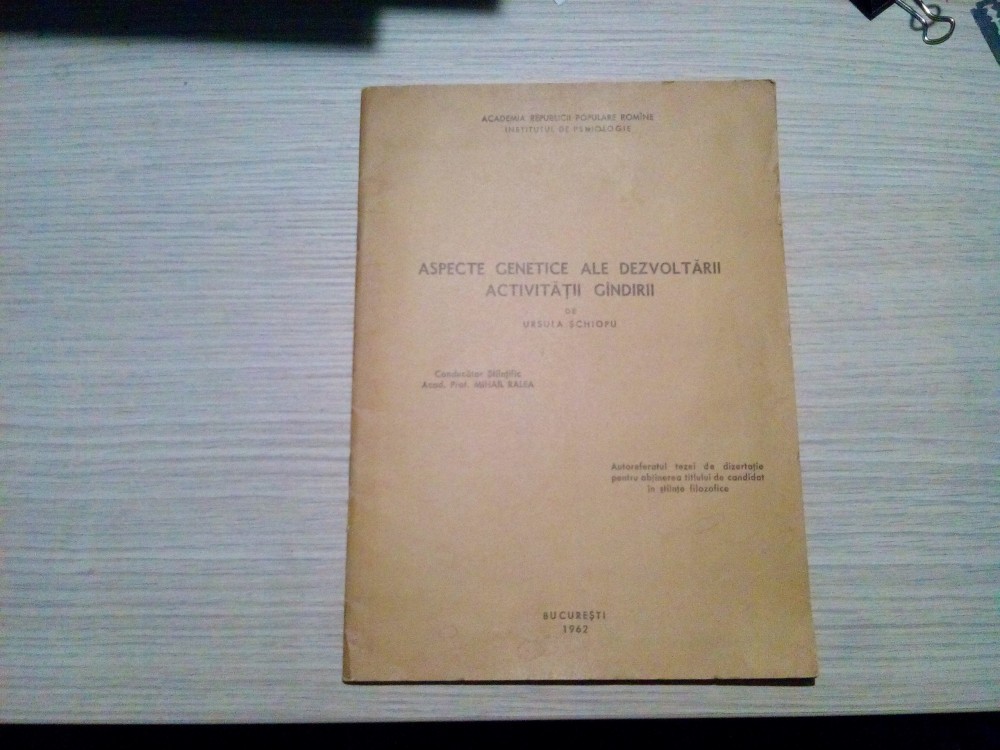 ACADEMIA REPUBLICII POPULARE ROMÎNE
INSTITUTUL DE PSIHOLOGIE
ASPECTE GENETICE ALE DEZVOLTĂRII
ACTIVITĂȚII GÎNDIRII
DE
URSULA SCHIOPU
Conducător Științific
Acad. Prof. MIHAIL RALEA
Autoreferatul tezei de dizertație
pentru obținerea titlului de candidat
în științe filozofice
BUCUREȘTI
1962